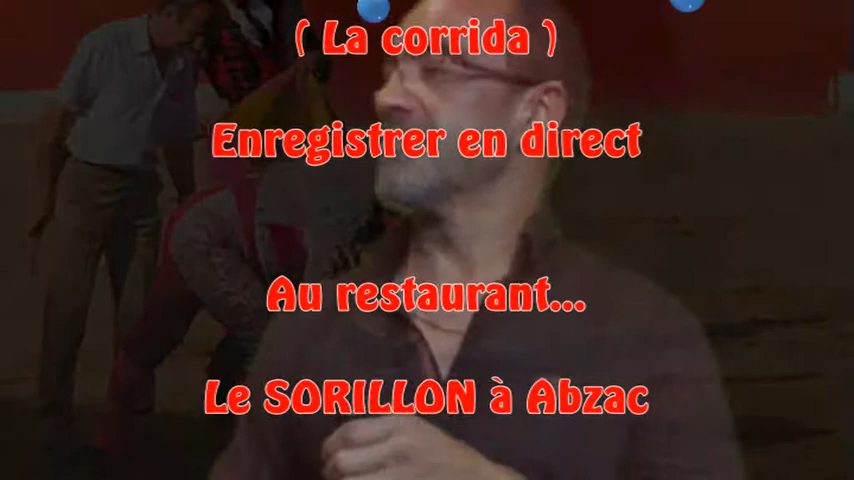 ( La corrida )
Enregistrer en direct
Au restaurant...
Le SORILLON à Abzac